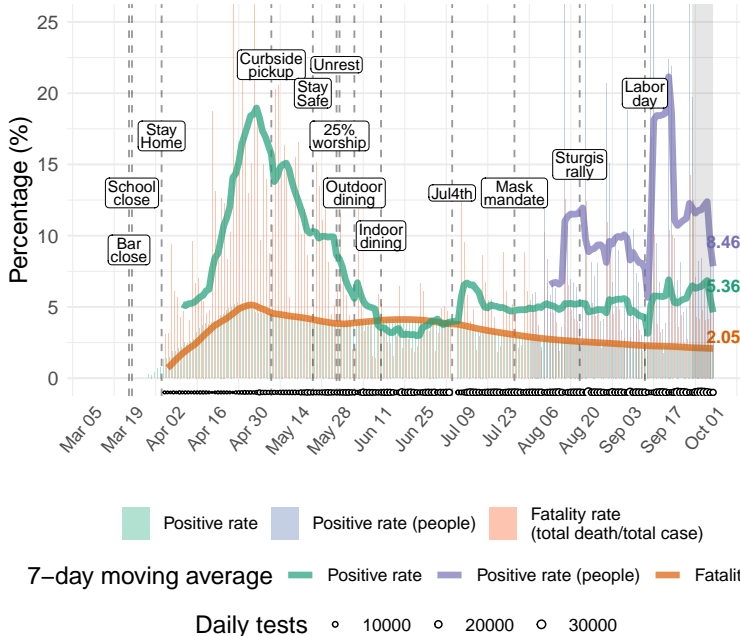 Percentage (%)
25
20
15
10
5
0
Curbside
pickup
Unrest
Stay
Safe
Labor
day
Stay
Home
25%
worship
Sturgis
rally
School
close
Outdoor
dining
Jul4th
Mask
mandate
Bar
close
Indoor
dining
8.46
5.36
2.05
Mar 05
Mar 19
Apr 02
Apr 16
Apr 30
May 14
May 28
Jun 11
Jun 25
Jul 09
Jul 23
Aug 06
Aug 20
Sep 03
Sep 17
Oct 01
Positive rate
Positive rate (people)
Fatality rate
(total death/total case)
7−day moving average
Positive rate
Positive rate (people)
Fatali
Daily tests
10000
20000
30000